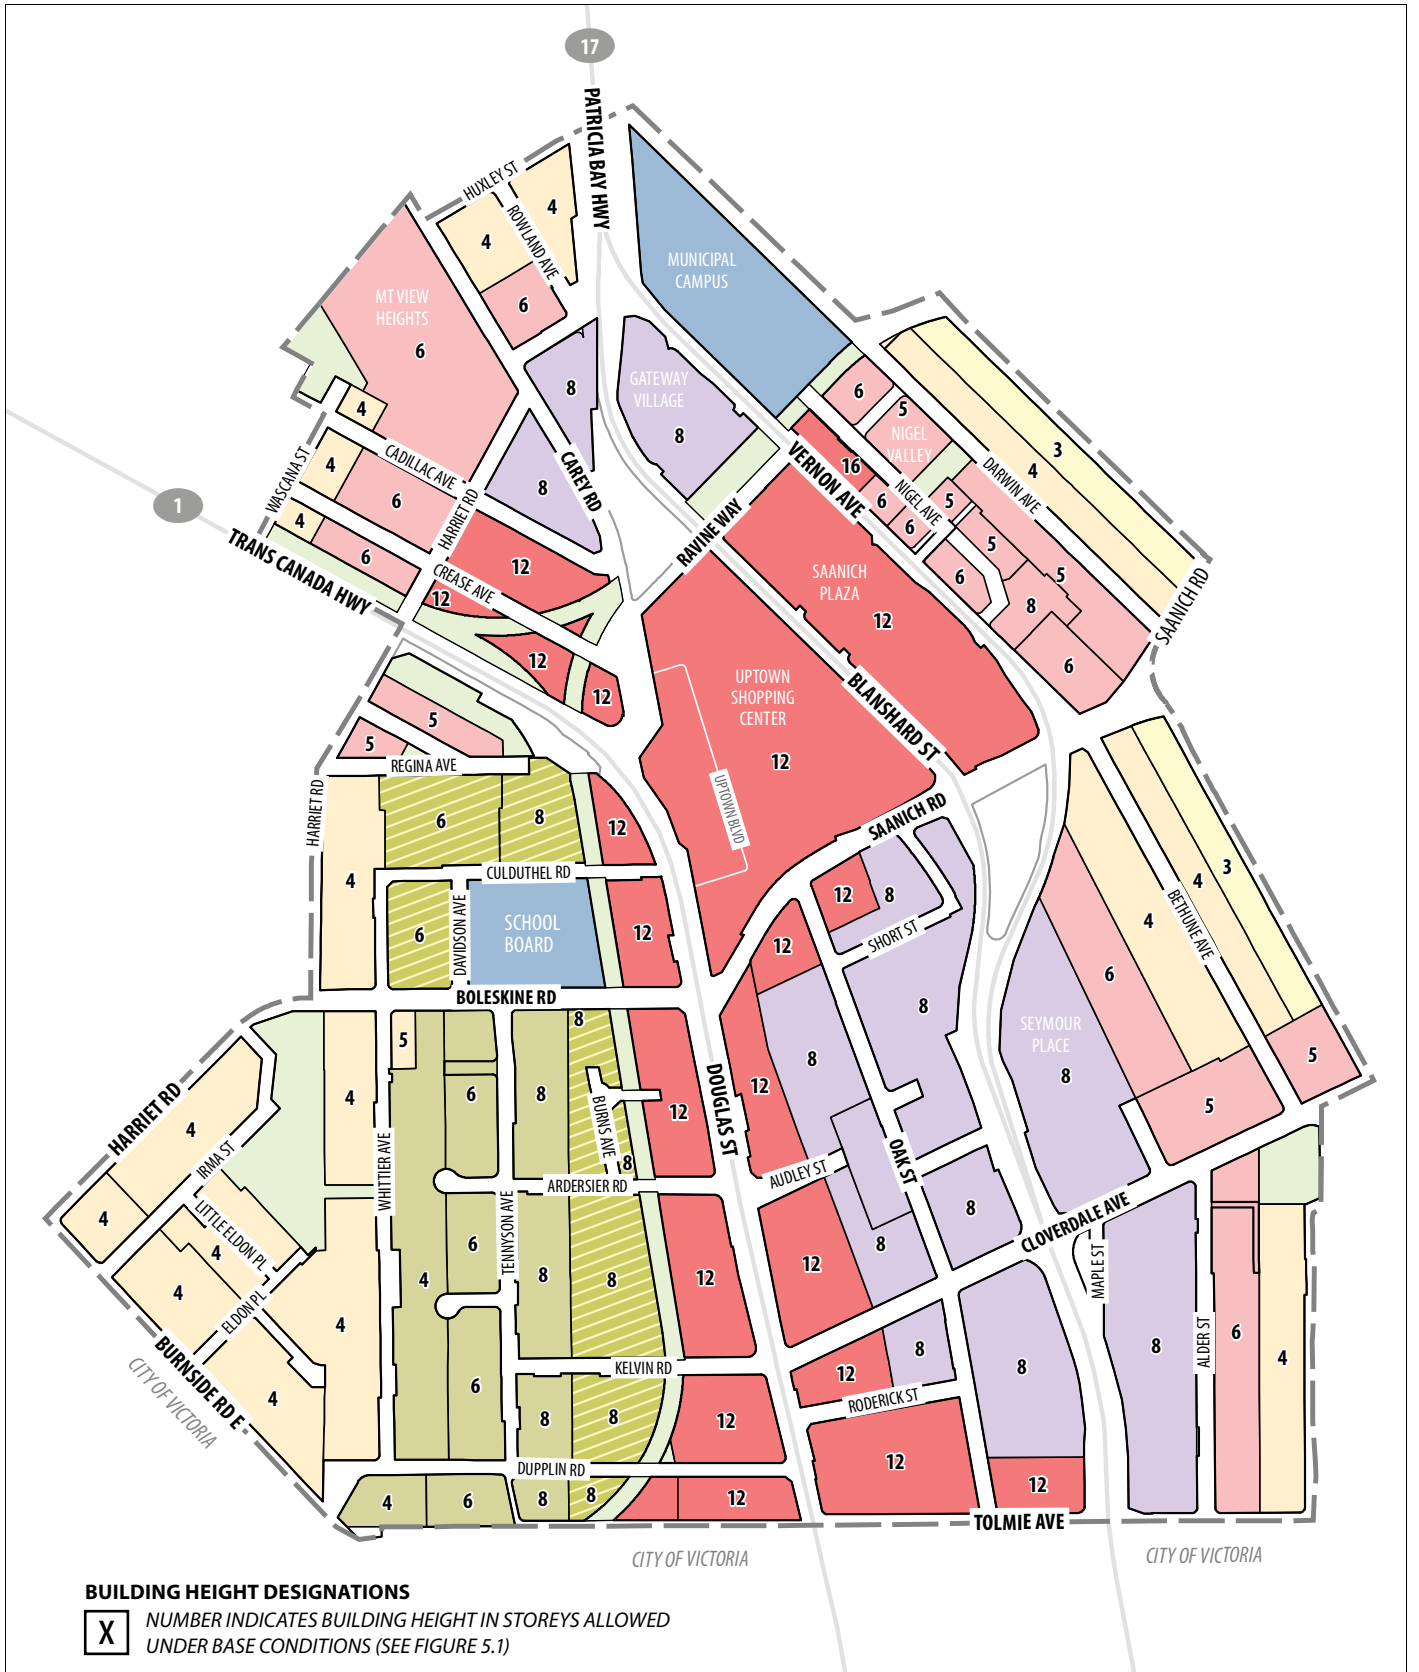 17
PATRICIA BAY HWY
HUXLEY ST
4
ROWLAND AVE
4
6
MUNICIPAL
CAMPUS
MT VIEW
HEIGHTS
6
8
GATEWAY
VILLAGE
8
6
5
NIGEL
VALLEY
3
4
4
CADILLAC AVE
WASCANA ST
4
6
HARRIET RD
8
CAREY RD
VERNON AVE
16
6
NIGEL AVE
6
5
DARWIN AVE
1
TRANS CANADA HWY
4
6
CREASE AVE
12
12
RAVINE WAY
SAANICH
PLAZA
12
5
6
5
8
6
SAANICH RD
12
12
UPTOWN
SHOPPING
CENTER
12
BLANSHARD ST
UPTOWN BLVD
5
5
REGINA AVE
HARRIET RD
6
8
12
SAANICH RD
4
CULDUTHEL RD
6
DAVIDSON AVE
SCHOOL
BOARD
12
12
8
SHORT ST
12
BOLESKINE RD
4
3
4
BETHUNE AVE
6
8
SEYMOUR
PLACE
8
5
5
HARRIET RD
4
IRMA ST
4
4
5
6
8
8
BURNS AVE
8
12
DOUGLAS ST
12
8
OAK ST
AUDLEY ST
WHITTIER AVE
ARDERSIER RD
TENNYSON AVE
LITTLE ELDON PL
4
4
ELDON PL
4
4
4
6
8
8
12
12
8
8
CLOVERDALE AVE
MAPLE ST
BURNSIDE RD E
CITY OF VICTORIA
6
KELVIN RD
8
8
12
12
8
RODERICK ST
8
8
ALDER ST
6
4
12
12
DUPPLIN RD
4
6
8
8
12
TOLMIE AVE
CITY OF VICTORIA
CITY OF VICTORIA
BUILDING HEIGHT DESIGNATIONS
X
NUMBER INDICATES BUILDING HEIGHT IN STOREYS ALLOWED
UNDER BASE CONDITIONS (SEE FIGURE 5.1)